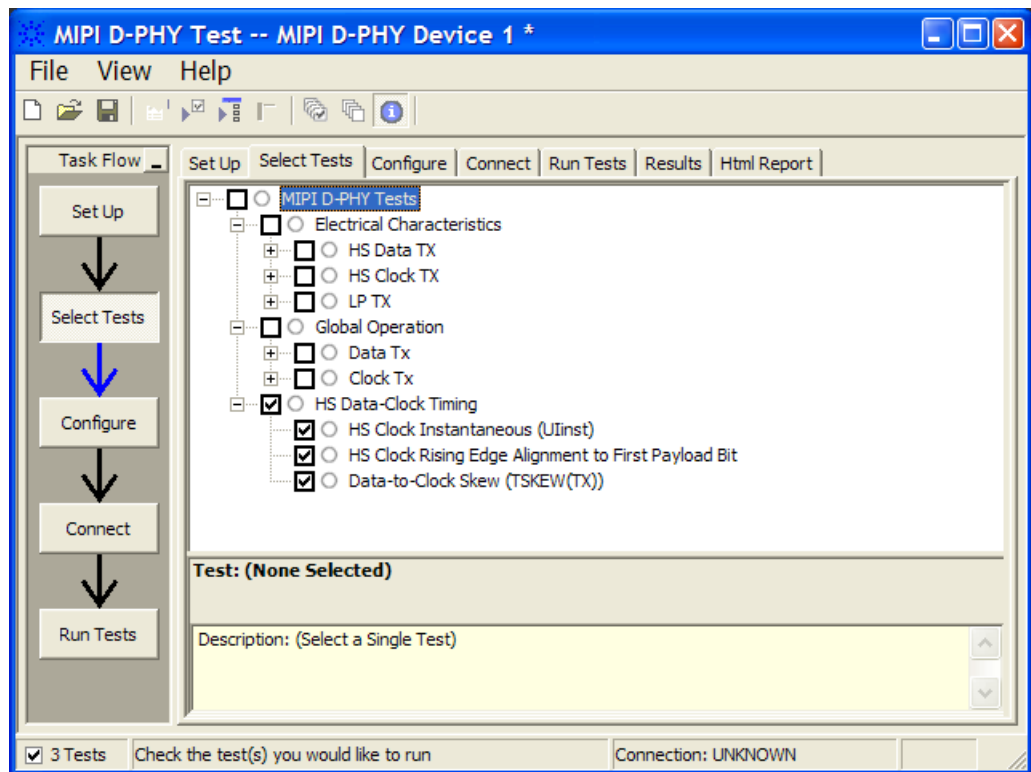 MIPI D-PHY Test -- MIPI D-PHY Device 1 *
File View Help
Task Flow
Set Up Select Tests Configure Connect Run Tests Results Html Report
Set Up
Select Tests
Configure
Connect
Run Tests
MIPI D-PHY Tests
Electrical Characteristics
HS Data TX
HS Clock TX
LP TX
Global Operation
Data Tx
Clock Tx
HS Data-Clock Timing
HS Clock Instantaneous (UIinst)
HS Clock Rising Edge Alignment to First Payload Bit
Data-to-Clock Skew (TSKEW(TX))
Test: (None Selected)
Description: (Select a Single Test)
3 Tests Check the test(s) you would like to run Connection: UNKNOWN